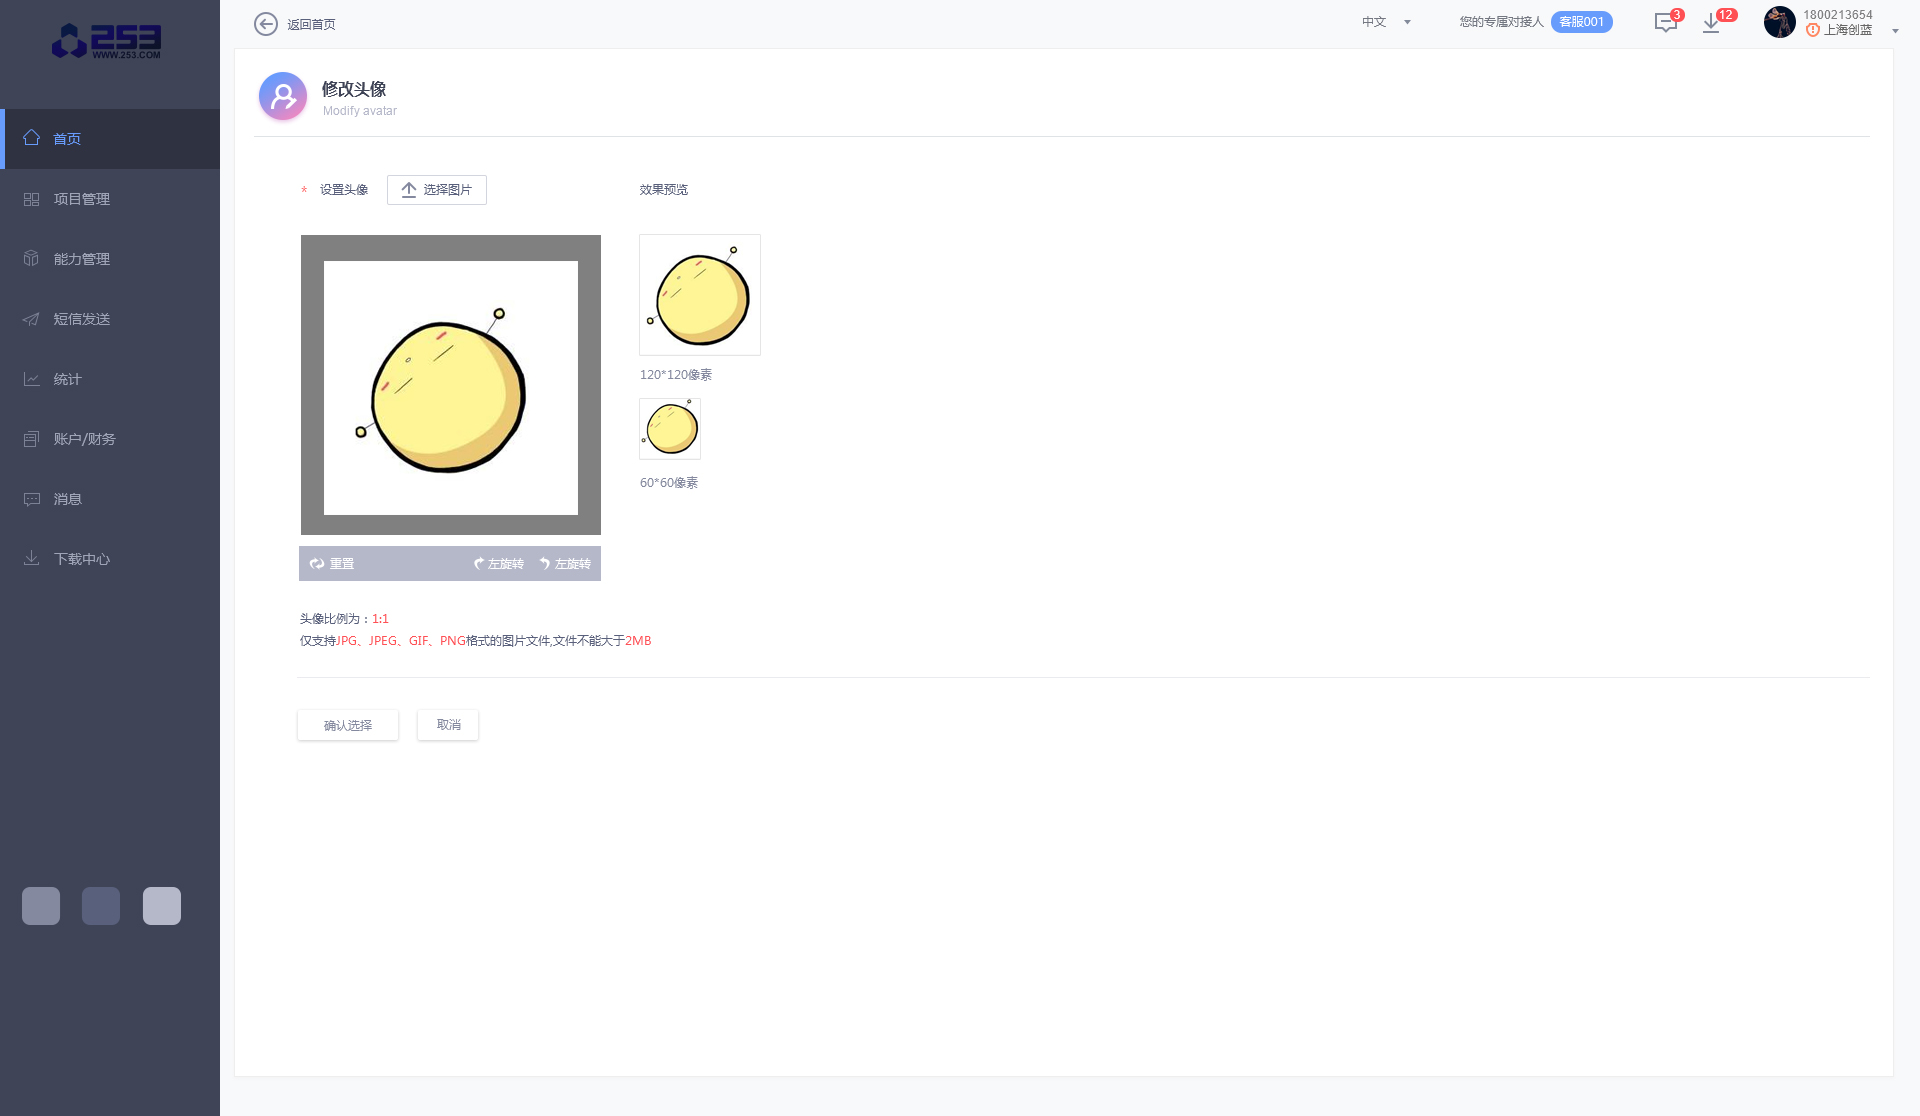 253
WWW.253.COM
首页
项目管理
能力管理
短信发送
统计
账户/财务
消息
下载中心
返回首页
中文
您的专属对接人 客服001
3
12
1800213654
上海创蓝
修改头像
Modify avatar
* 设置头像 选择图片 效果预览
120*120像素
60*60像素
重置 左旋转 左旋转
头像比例为：1:1
仅支持JPG、JPEG、GIF、PNG格式的图片文件,文件不能大于2MB
确认选择 取消